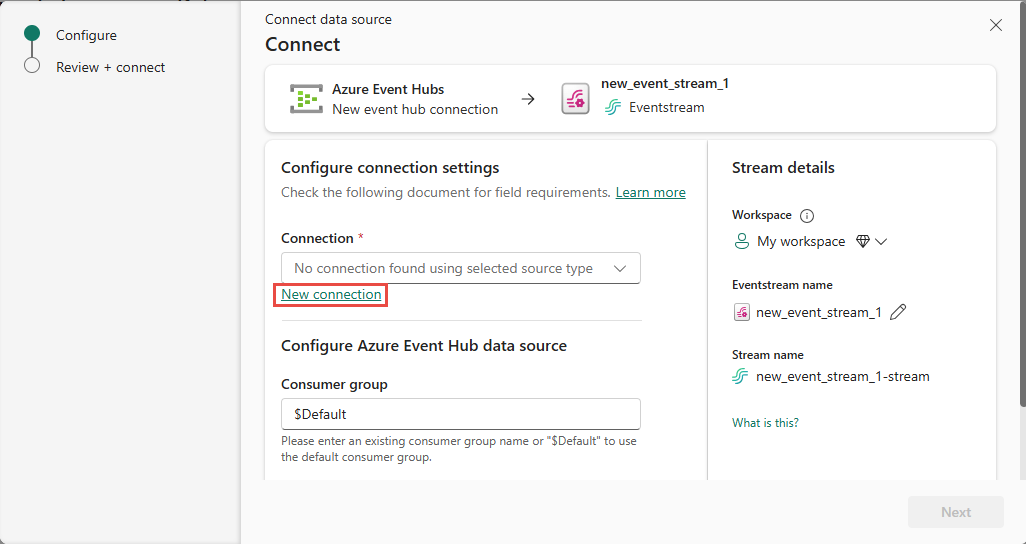 Configure
Review + connect
Connect data source
Connect
Azure Event Hubs
New event hub connection
new_event_stream_1
Eventstream
Configure connection settings
Check the following document for field requirements. Learn more
Connection *
No connection found using selected source type
New connection
Configure Azure Event Hub data source
Consumer group
$Default
Please enter an existing consumer group name or "$Default" to use
the default consumer group.
Stream details
Workspace
My workspace
Eventstream name
new_event_stream_1
Stream name
new_event_stream_1-stream
What is this?
Next